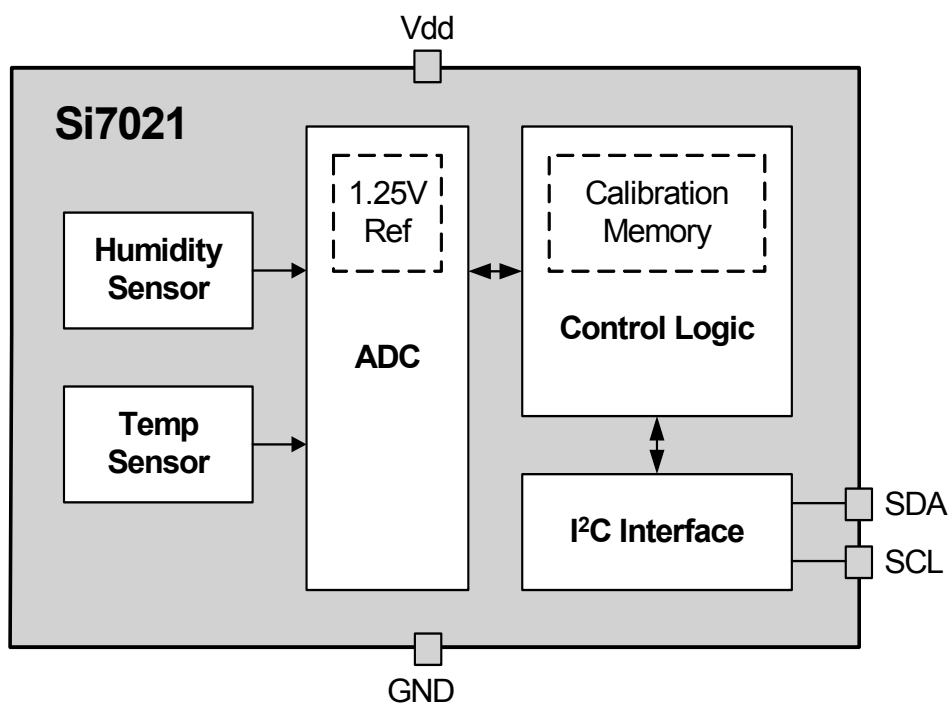 Vdd
Si7021
1.25V
Ref
Calibration
Memory
Humidity
Sensor
Control Logic
ADC
Temp
Sensor
I²C Interface
SDA
SCL
GND